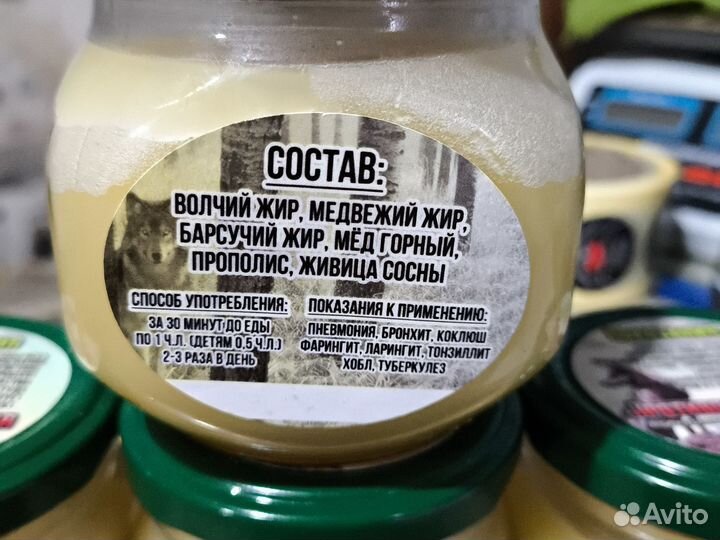 СОСТАВ:
ВОЛЧИЙ ЖИР, МЕДВЕЖИЙ ЖИР,
БАРСУЧИЙ ЖИР, МЁД ГОРНЫЙ,
ПРОПОЛИС, ЖИВИЦА СОСНЫ
СПОСОБ УПОТРЕБЛЕНИЯ:
ЗА 30 МИНУТ ДО ЕДЫ
ПО 1 Ч.Л. (ДЕТЯМ 0,5 Ч.Л.)
2-3 РАЗА В ДЕНЬ
ПОКАЗАНИЯ К ПРИМЕНЕНИЮ:
ПНЕВМОНИЯ, БРОНХИТ, КОКЛЮШ
ФАРИНГИТ, ЛАРИНГИТ, ТОНЗИЛЛИТ
ХОБЛ, ТУБЕРКУЛЕЗ
Avito